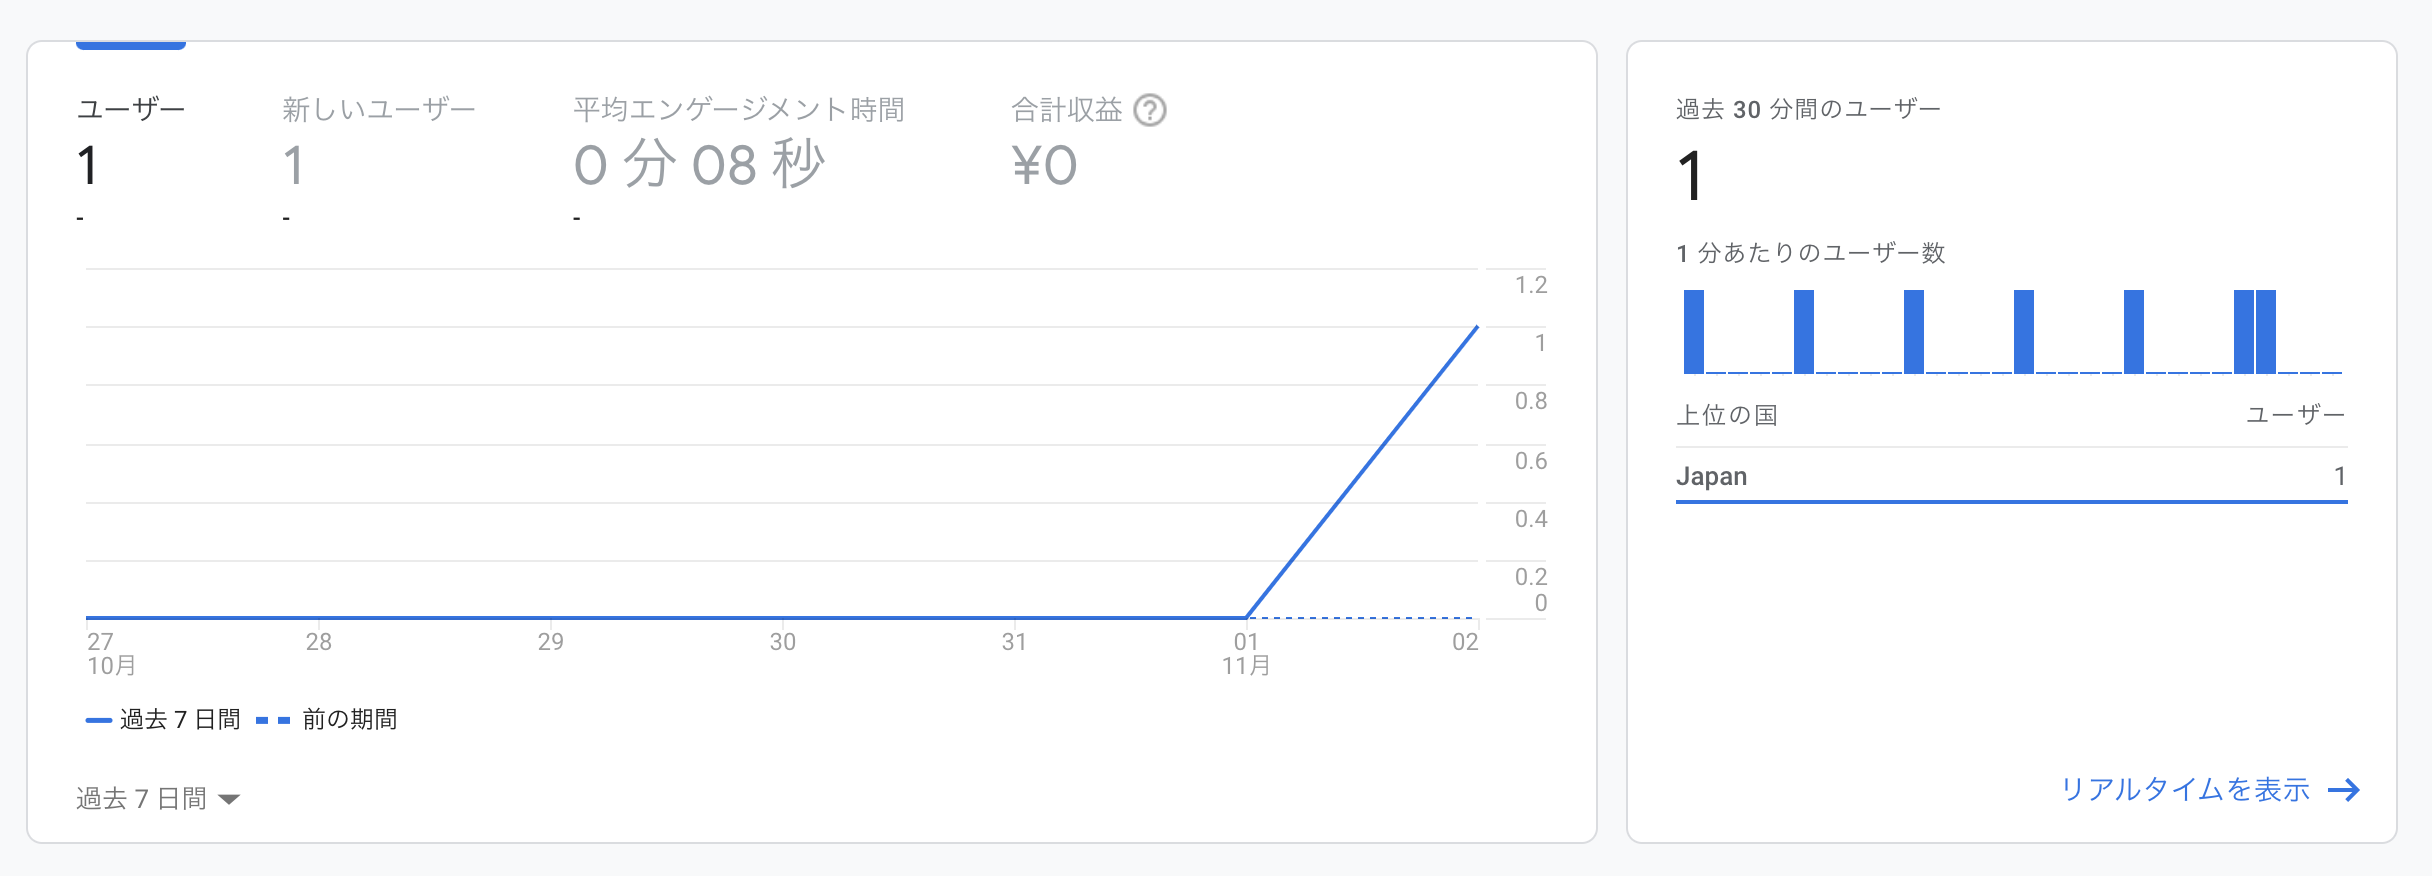 ユーザー
1
-
新しいユーザー
1
-
平均エンゲージメント時間
0 分 08 秒
-
合計収益 ?
¥0
1.2
1
0.8
0.6
0.4
0.2
0
27
10月
28
29
30
31
01
11月
02
過去 7 日間 前の期間
過去 7 日間
過去 30 分間のユーザー
1
1 分あたりのユーザー数
上位の国 ユーザー
Japan 1
リアルタイムを表示 →